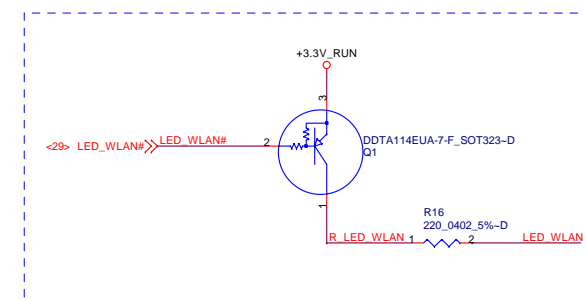 +3.3V_RUN
3
<29> LED_WLAN# LED_WLAN# 2
DDTA114EUA-7-F_SOT323~D
Q1
1
R16
220_0402_5%~D
R_LED_WLAN 1 2 LED_WLAN